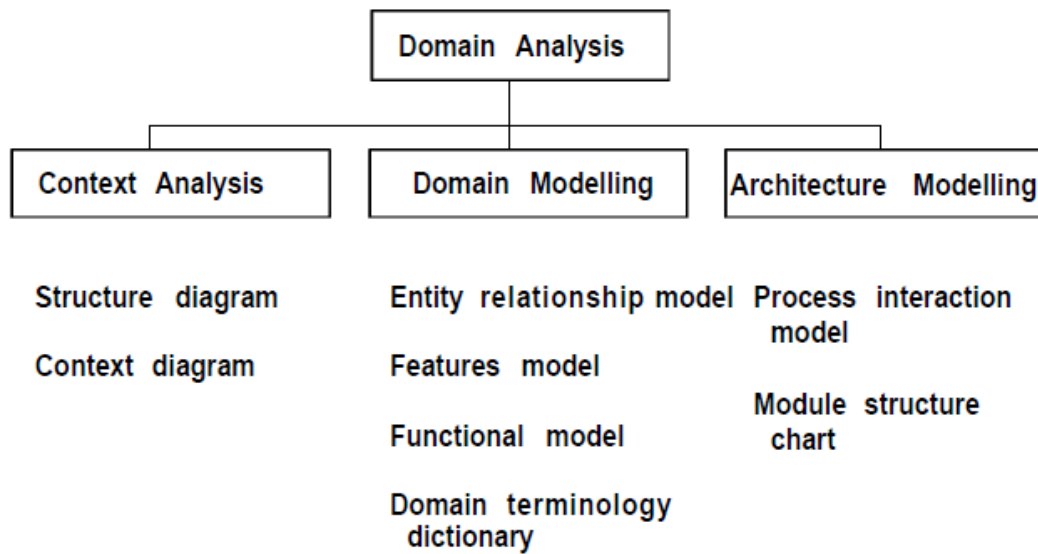 Domain Analysis
Context Analysis
Domain Modelling
Architecture Modelling
Structure diagram
Context diagram
Entity relationship model
Features model
Functional model
Domain terminology
dictionary
Process interaction
model
Module structure
chart